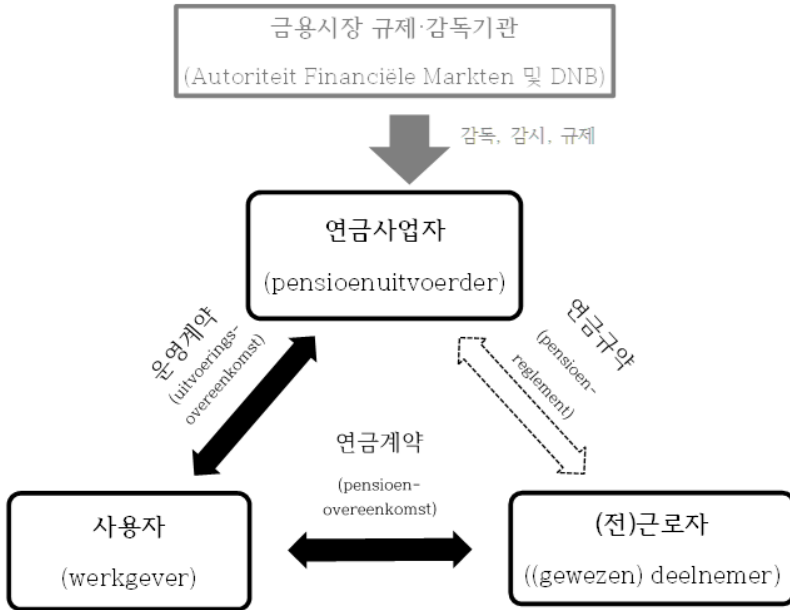 금융시장 규제·감독기관
(Autoriteit Financiële Markten 및 DNB)
감독, 감시, 규제
연금사업자
(pensioenuitvoerder)
운영계약
(uitvoerings-
overeenkomst)
연금규약
(pensioen-
reglement)
연금계약
(pensioen-
overeenkomst)
사용자
(werkgever)
(전)근로자
((gewezen) deelnemer)